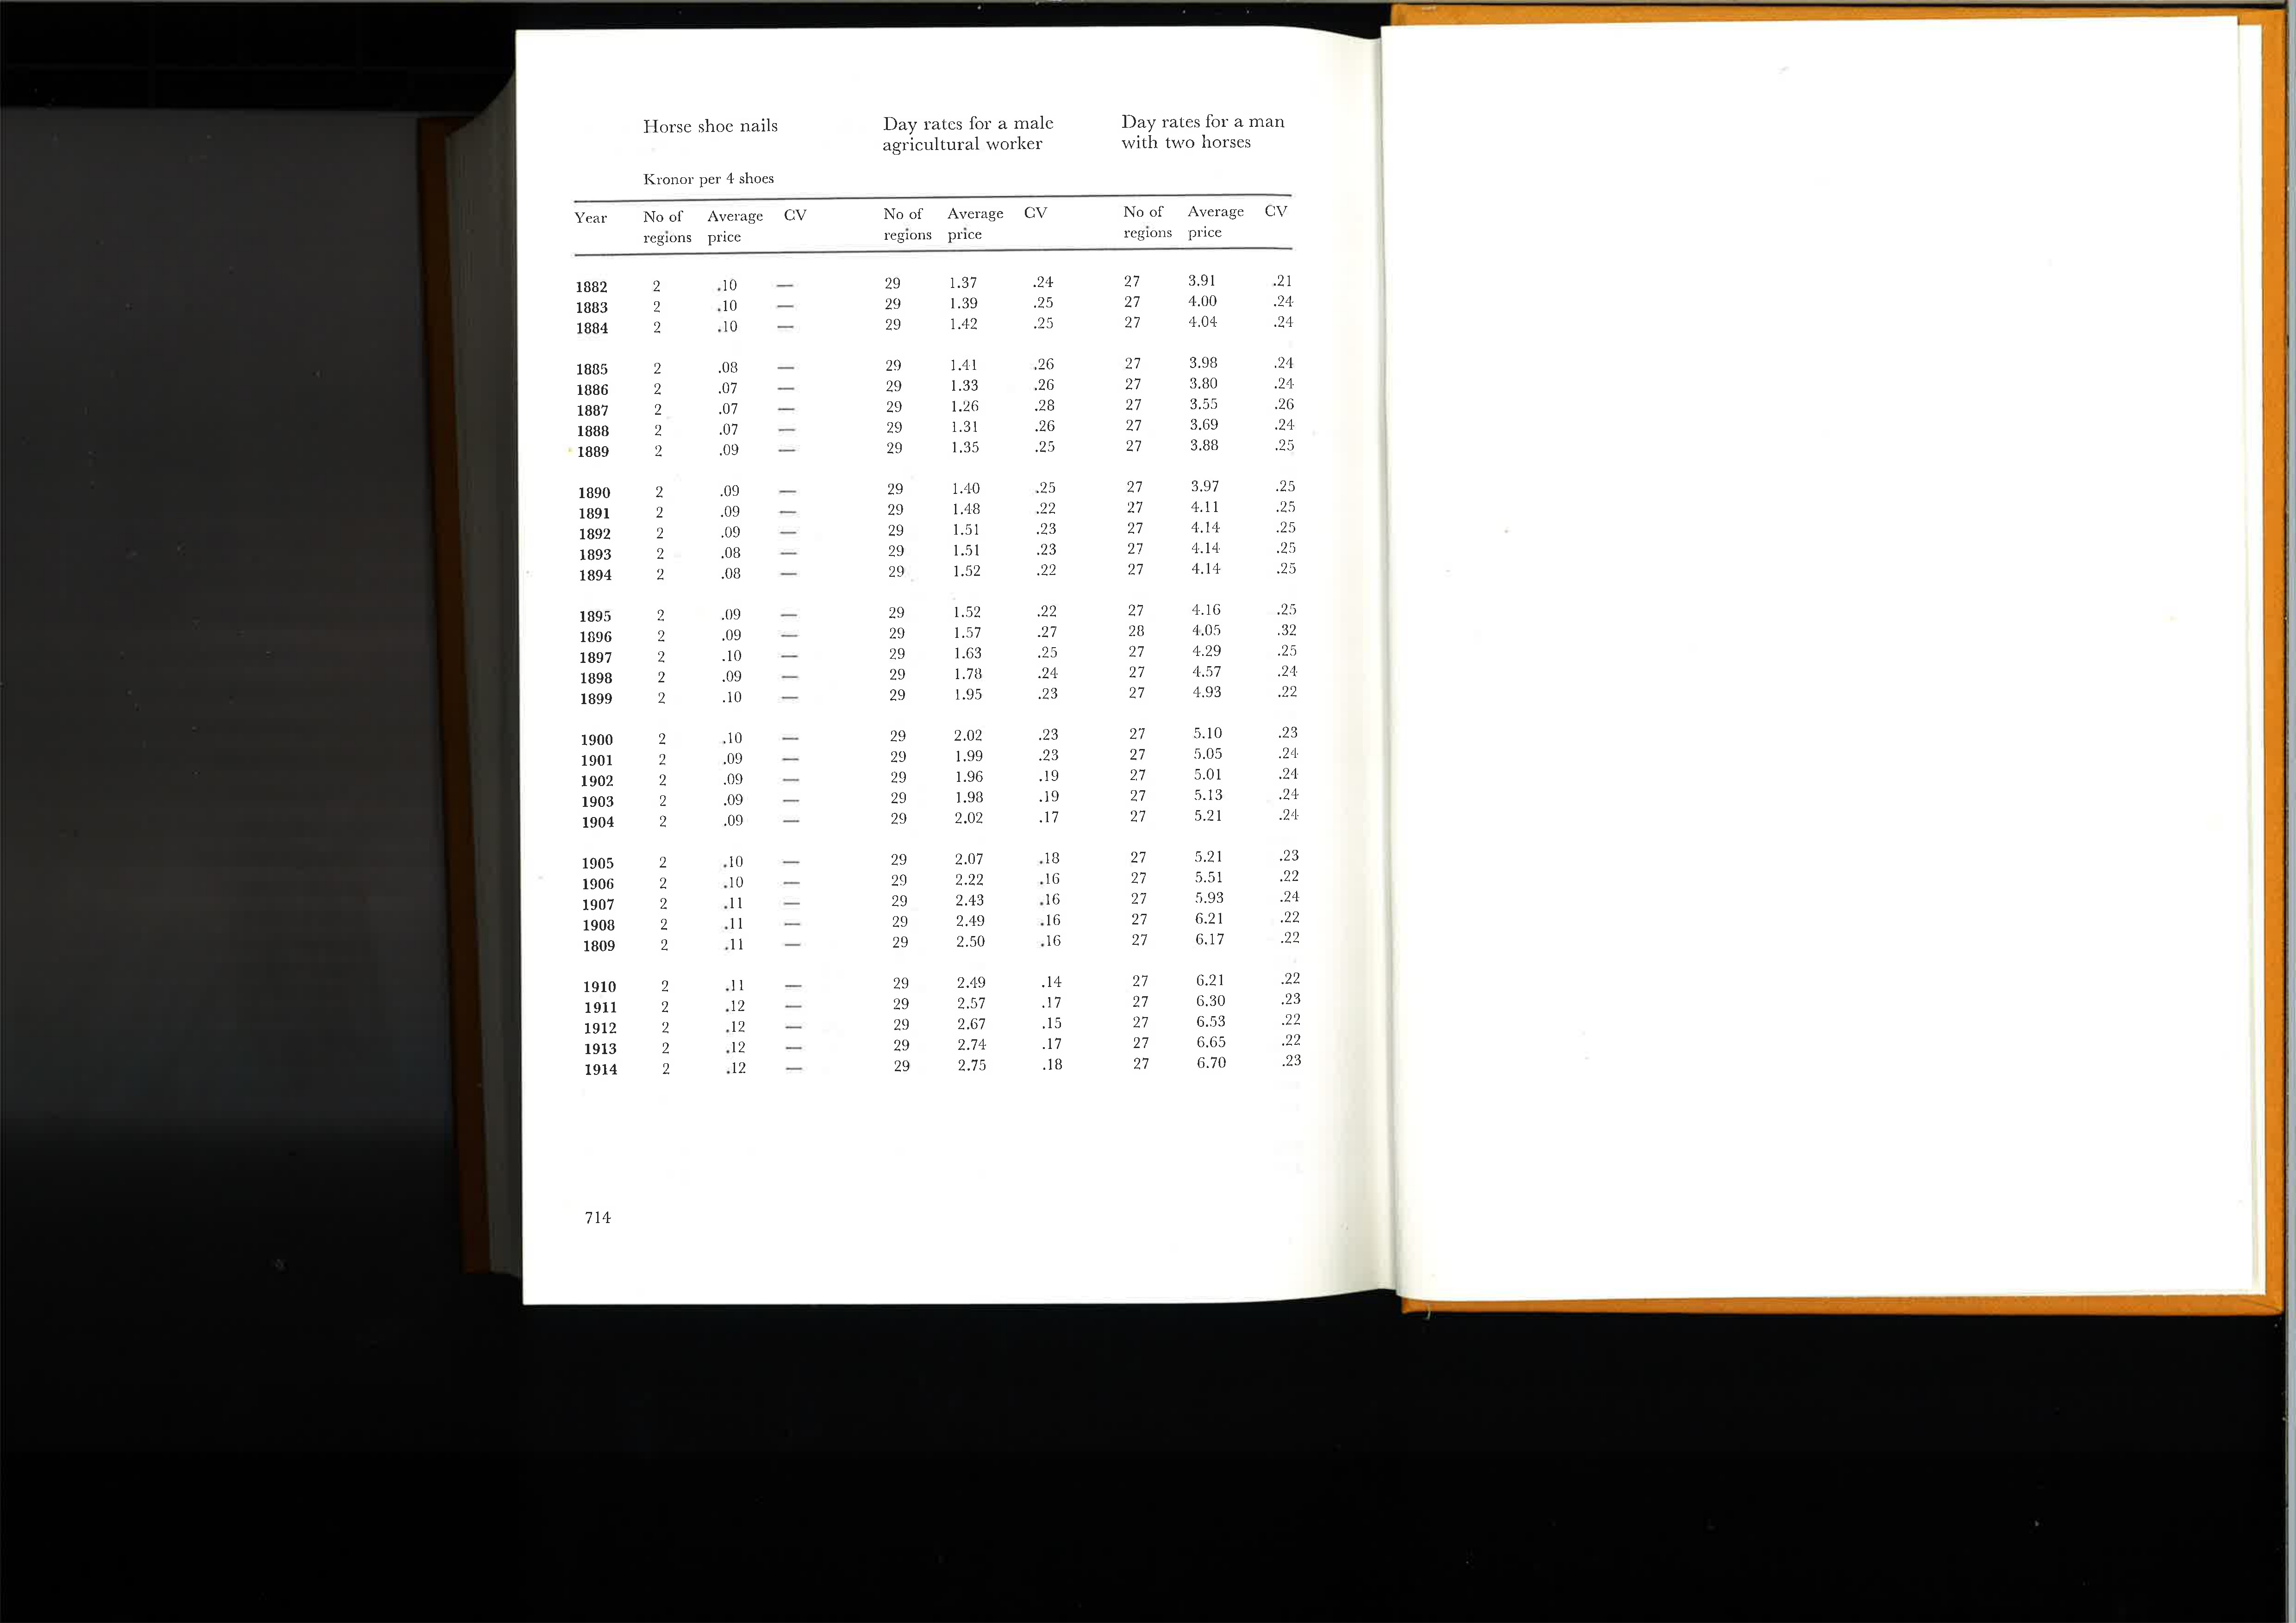 Horse shoe nails Day rates for a male Day rates for a man
agricultural worker with two horses
Kronor per 4 shoes
Year No of Average CV No of Average CV No of Average CV
regions price regions price regions price
1882 2 .10 — 29 1.37 .24 27 3.91 .21
1883 2 .10 — 29 1.39 .25 27 4.00 .24
1884 2 .10 — 29 1.42 .25 27 4.04 .24
1885 2 .08 — 29 1.41 .26 27 3.98 .24
1886 2 .07 — 29 1.33 .26 27 3.80 .24
1887 2 .07 — 29 1.26 .28 27 3.55 .26
1888 2 .07 — 29 1.31 .26 27 3.69 .24
1889 2 .09 — 29 1.35 .25 27 3.88 .25
1890 2 .09 — 29 1.40 .25 27 3.97 .25
1891 2 .09 — 29 1.48 .22 27 4.11 .25
1892 2 .09 — 29 1.51 .23 27 4.14 .25
1893 2 .08 — 29 1.51 .23 27 4.14 .25
1894 2 .08 — 29 1.52 .22 27 4.14 .25
1895 2 .09 — 29 1.52 .22 27 4.16 .25
1896 2 .09 — 29 1.57 .27 28 4.05 .32
1897 2 .10 — 29 1.63 .25 27 4.29 .25
1898 2 .09 — 29 1.78 .24 27 4.57 .24
1899 2 .10 — 29 1.95 .23 27 4.93 .22
1900 2 .10 — 29 2.02 .23 27 5.10 .23
1901 2 .09 — 29 1.99 .23 27 5.05 .24
1902 2 .09 — 29 1.96 .19 27 5.01 .24
1903 2 .09 — 29 1.98 .19 27 5.13 .24
1904 2 .09 — 29 2.02 .17 27 5.21 .24
1905 2 .10 — 29 2.07 .18 27 5.21 .23
1906 2 .10 — 29 2.22 .16 27 5.51 .22
1907 2 .11 — 29 2.43 .16 27 5.93 .24
1908 2 .11 — 29 2.49 .16 27 6.21 .22
1809 2 .11 — 29 2.50 .16 27 6.17 .22
1910 2 .11 — 29 2.49 .14 27 6.21 .22
1911 2 .12 — 29 2.57 .17 27 6.30 .23
1912 2 .12 — 29 2.67 .15 27 6.53 .22
1913 2 .12 — 29 2.74 .17 27 6.65 .22
1914 2 .12 — 29 2.75 .18 27 6.70 .23
714